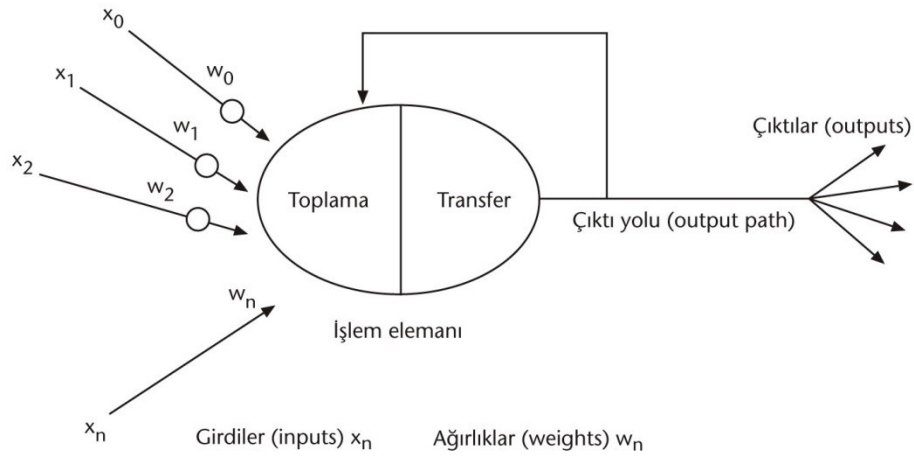 x0
w0
x1
w1
x2
w2
Toplama
Transfer
Çıktılar (outputs)
Çıktı yolu (output path)
wn
İşlem elemanı
xn
Girdiler (inputs) xn
Ağırlıklar (weights) wn